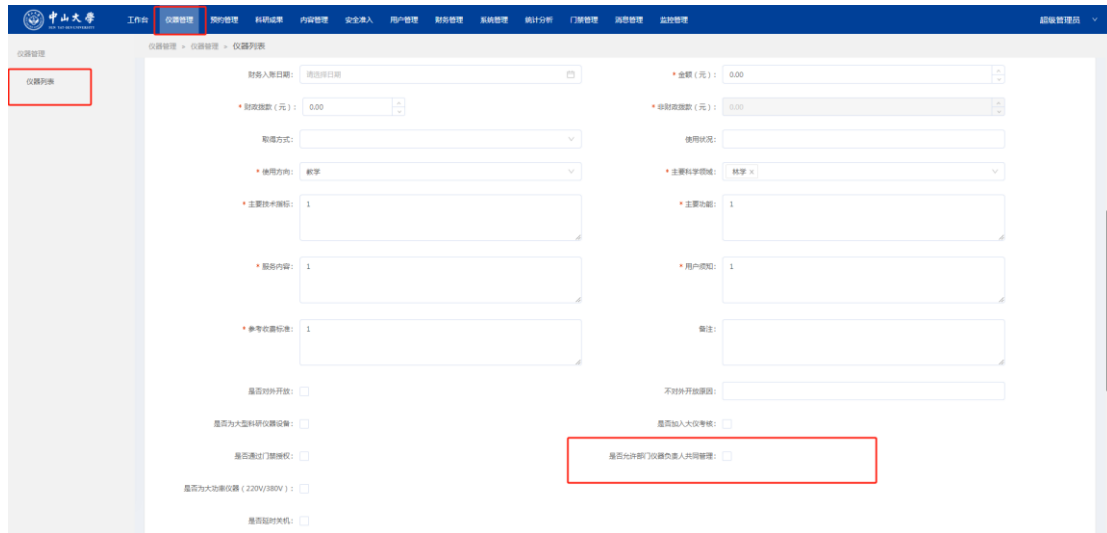 中山大學 工作台 仪器管理 预约管理 科研成果 内容管理 安全准入 用户管理 财务管理 系统管理 统计分析 门禁管理 消息管理 监控管理 超级管理员
仪器管理 仪器管理 > 仪器管理 > 仪器列表
仪器列表
财务入账日期: 请选择日期 * 金额(元): 0.00
* 财政拨款(元): 0.00 * 非财政拨款(元): 0.00
取得方式: 使用状况:
* 使用方向: 教学 * 主要科学领域: 林学 ×
* 主要技术指标: 1 * 主要功能: 1
* 服务内容: 1 * 用户须知: 1
* 参考收费标准: 1 备注:
是否对外开放: 不对外开放原因:
是否为大型科研仪器设备: 是否加入大仪考核:
是否通过门禁授权: 是否允许部门仪器负责人共同管理:
是否为大功率仪器(220V/380V):
是否延时关机: